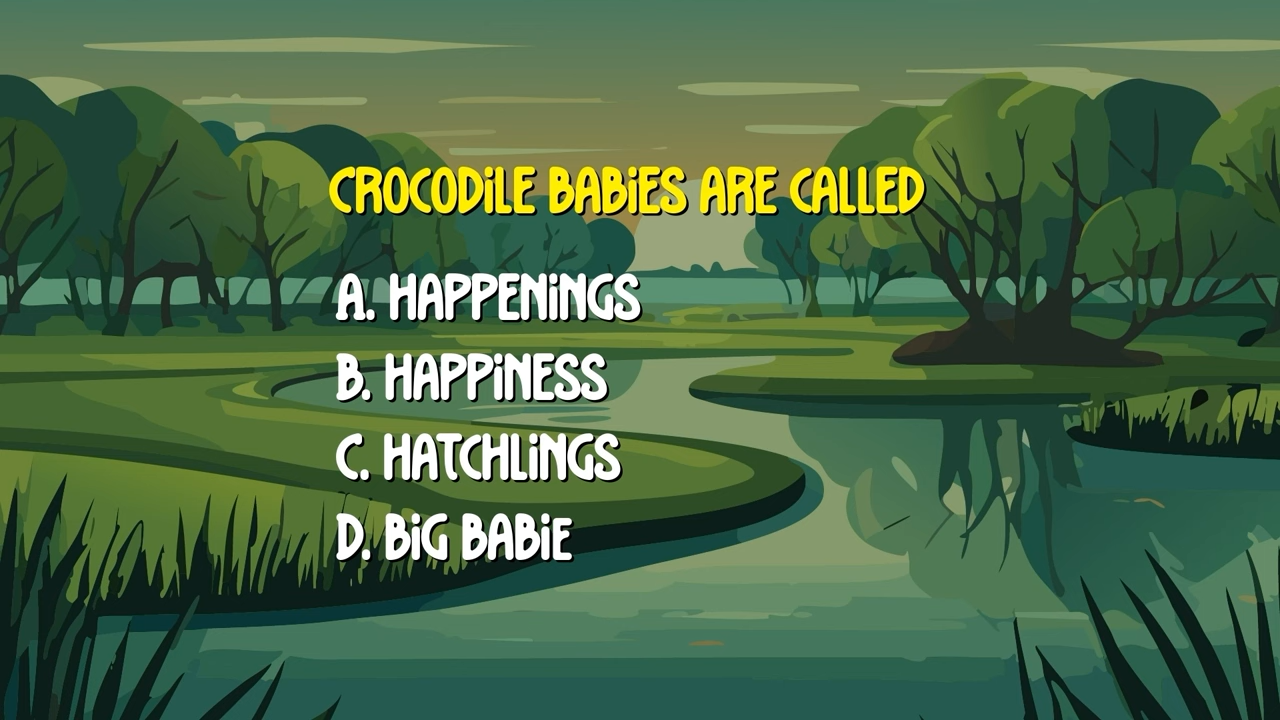 CROCODiLE BABiES ARE CALLED
A. HAPPENiNGS
B. HAPPiNESS
C. HATCHLiNGS
D. BiG BABiE